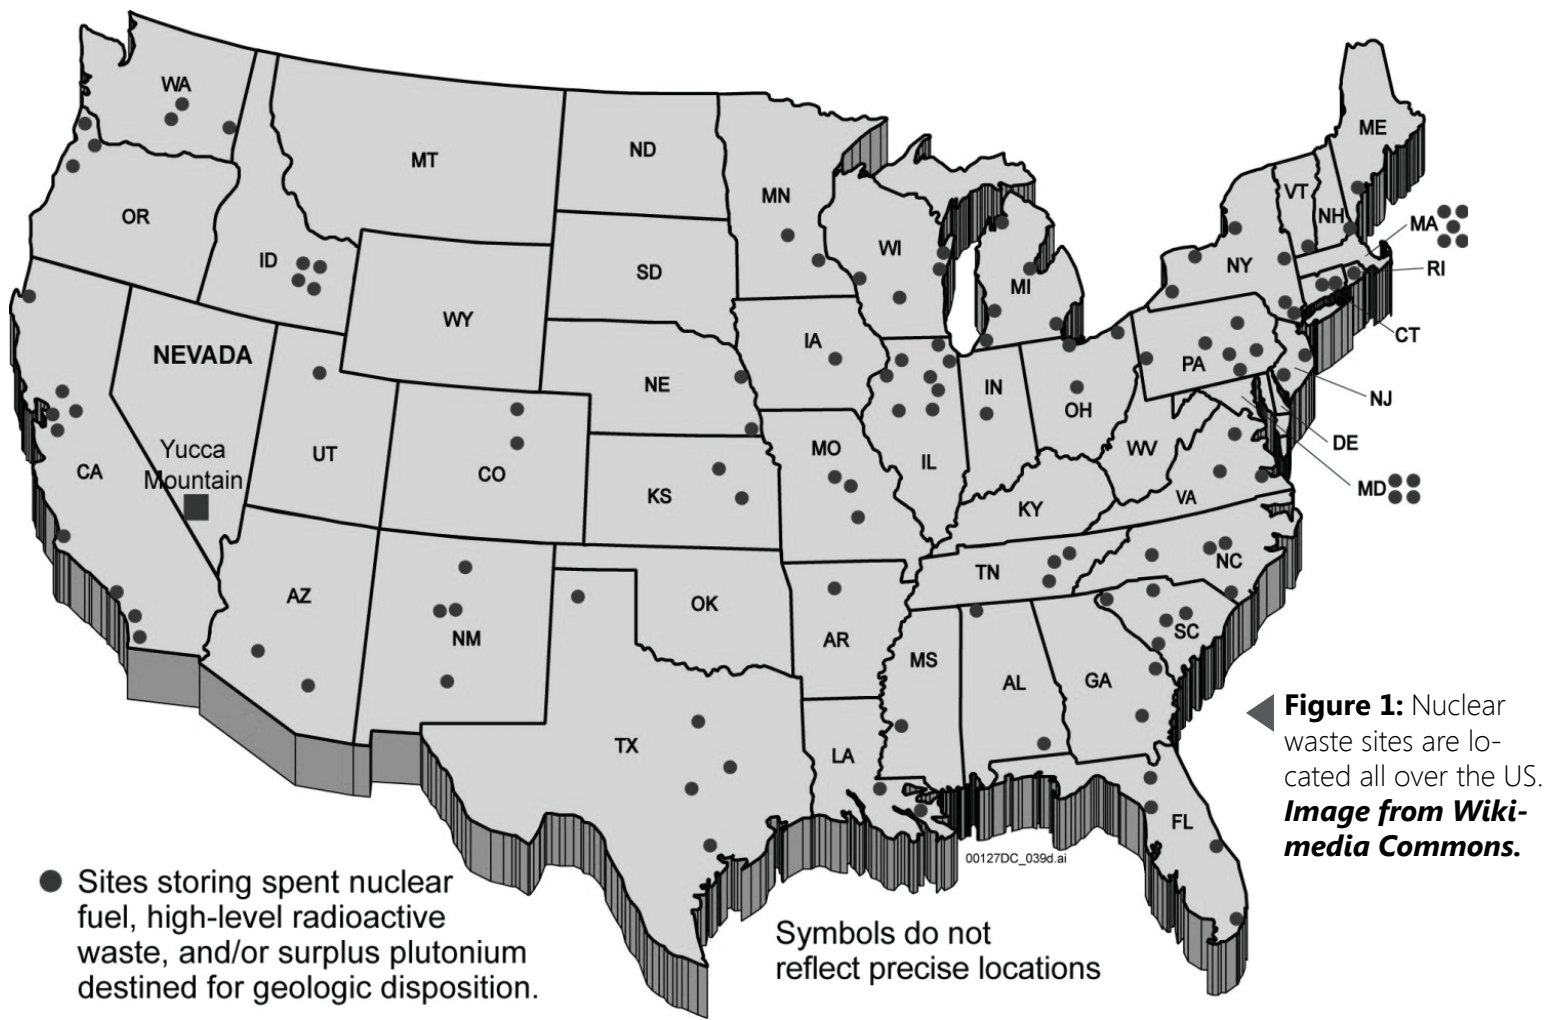 WA
MT
ND
MN
ME
VT
NH
MA
OR
ID
WI
NY
RI
SD
MI
WY
CT
NEVADA
IA
PA
NE
IN
OH
NJ
Yucca
Mountain
UT
CO
MO
IL
WV
DE
CA
KS
VA
MD
KY
AZ
NM
OK
TN
NC
AR
MS
AL
GA
SC
TX
LA
FL
00127DC_039d.ai
Figure 1: Nuclear
waste sites are lo-
cated all over the US.
Image from Wiki-
media Commons.
Sites storing spent nuclear
fuel, high-level radioactive
waste, and/or surplus plutonium
destined for geologic disposition.
Symbols do not
reflect precise locations